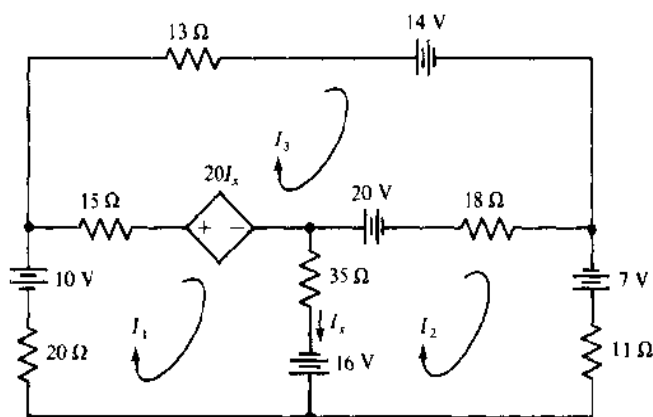 13 Ω
14 V
I₃
20Iₓ
15 Ω
+ −
20 V
18 Ω
10 V
35 Ω
7 V
I₁
Iₓ
I₂
20 Ω
16 V
11 Ω